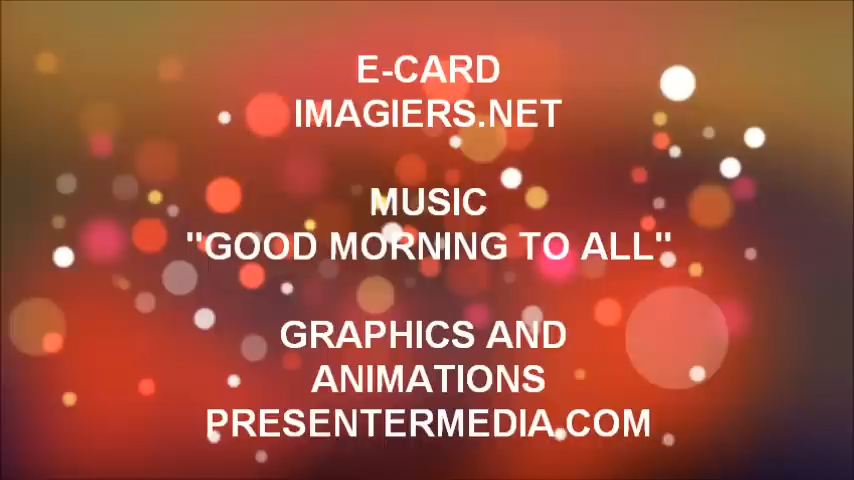 E-CARD
IMAGIERS.NET
MUSIC
"GOOD MORNING TO ALL"
GRAPHICS AND
ANIMATIONS
PRESENTERMEDIA.COM